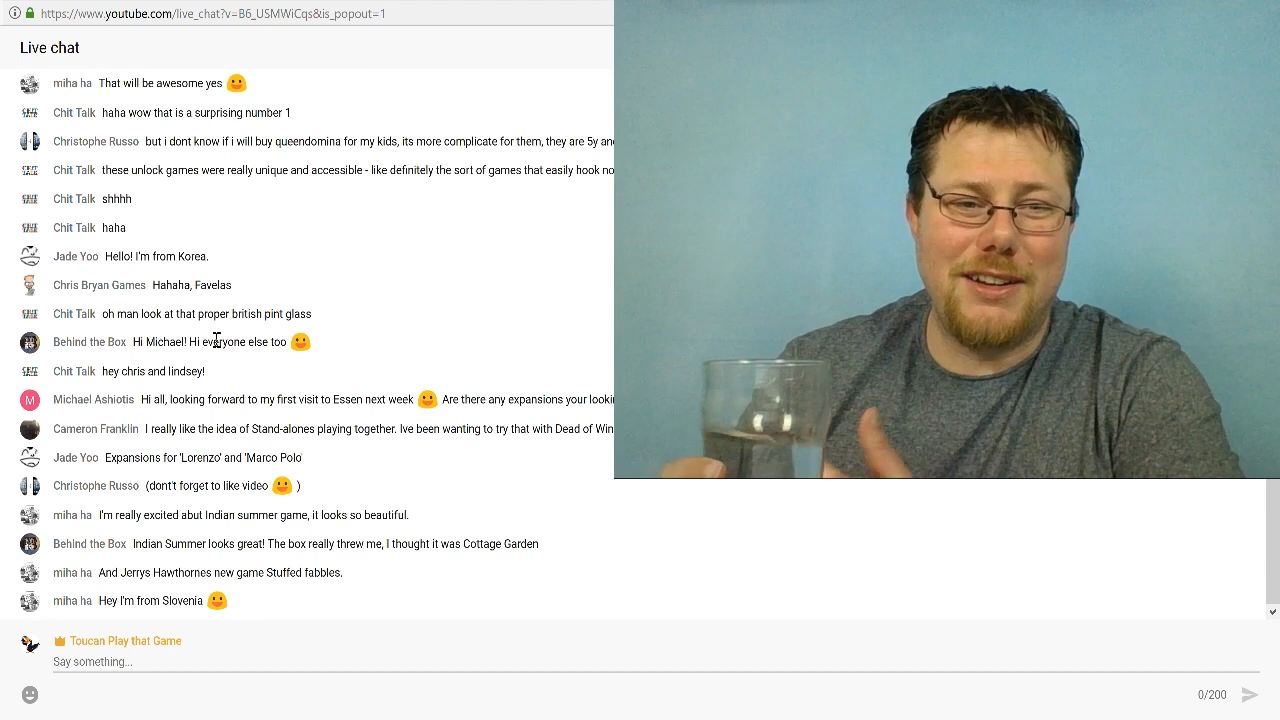 https://www.youtube.com/live_chat?v=B6_USMWiCqs&is_popout=1
Live chat
miha ha That will be awesome yes
Chit Talk haha wow that is a surprising number 1
Christophe Russo but i dont know if i will buy queendomina for my kids, its more complicate for them, they are 5y an
Chit Talk these unlock games were really unique and accessible - like definitely the sort of games that easily hook no
Chit Talk shhhh
Chit Talk haha
Jade Yoo Hello! I'm from Korea.
Chris Bryan Games Hahaha, Favelas
Chit Talk oh man look at that proper british pint glass
Behind the Box Hi Michael! Hi everyone else too
Chit Talk hey chris and lindsey!
M Michael Ashiotis Hi all, looking forward to my first visit to Essen next week Are there any expansions your looki
Cameron Franklin I really like the idea of Stand-alones playing together. Ive been wanting to try that with Dead of Win
Jade Yoo Expansions for 'Lorenzo' and 'Marco Polo'
Christophe Russo (dont't forget to like video )
miha ha I'm really excited abut Indian summer game, it looks so beautiful.
Behind the Box Indian Summer looks great! The box really threw me, I thought it was Cottage Garden
miha ha And Jerrys Hawthornes new game Stuffed fabbles.
miha ha Hey I'm from Slovenia
Toucan Play that Game
Say something...
0/200